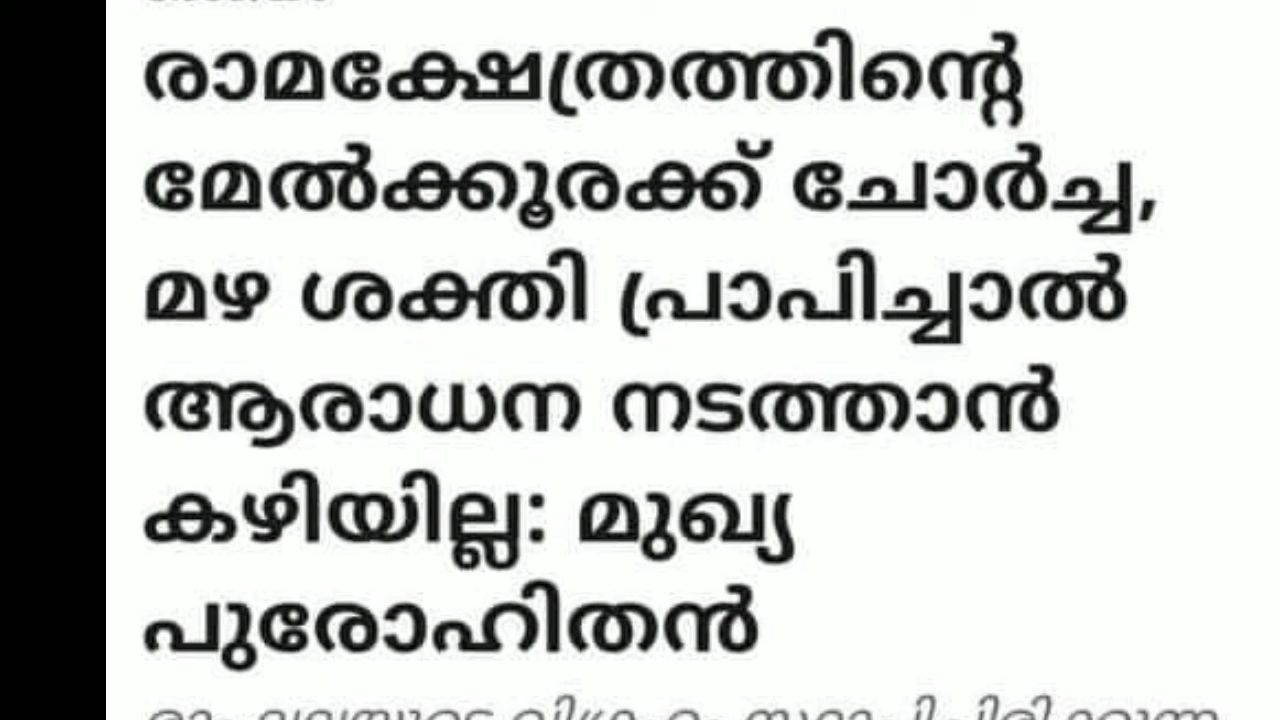 രാമക്ഷേത്രത്തിന്റെ
മേൽക്കൂരക്ക് ചോർച്ച,
മഴ ശക്തി പ്രാപിച്ചാൽ
ആരാധന നടത്താൻ
കഴിയില്ല: മുഖ്യ
പുരോഹിതൻ